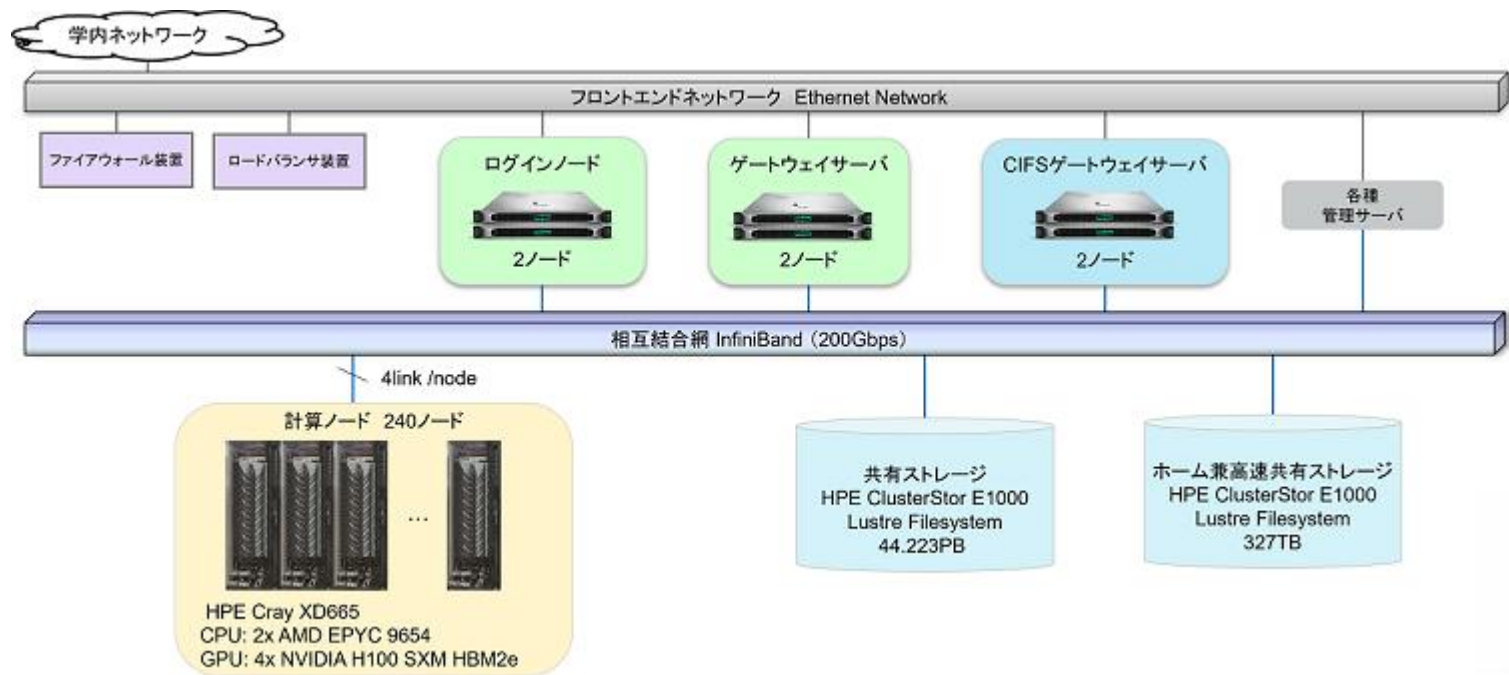 学内ネットワーク
フロントエンドネットワーク Ethernet Network
ファイアウォール装置
ロードバランサ装置
ログインノード
2ノード
ゲートウェイサーバ
2ノード
CIFSゲートウェイサーバ
2ノード
各種
管理サーバ
相互結合網 InfiniBand (200Gbps)
4link /node
計算ノード 240ノード
...
HPE Cray XD665
CPU: 2x AMD EPYC 9654
GPU: 4x NVIDIA H100 SXM HBM2e
共有ストレージ
HPE ClusterStor E1000
Lustre Filesystem
44.223PB
ホーム兼高速共有ストレージ
HPE ClusterStor E1000
Lustre Filesystem
327TB